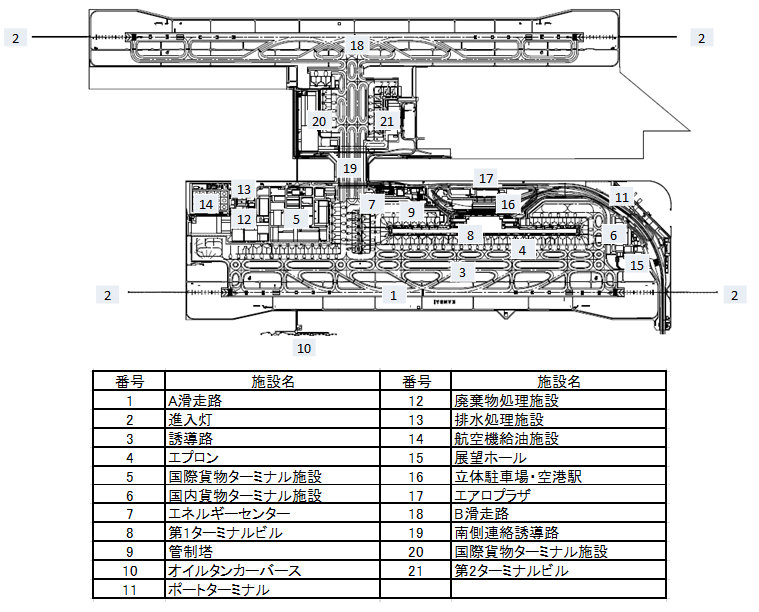 2
18
2
20
21
19
17
13
11
14
7
16
12
5
9
8
6
4
15
3
2
1
2
KANSAI
10
番号 施設名 番号 施設名
1 A滑走路 12 廃棄物処理施設
2 進入灯 13 排水処理施設
3 誘導路 14 航空機給油施設
4 エプロン 15 展望ホール
5 国際貨物ターミナル施設 16 立体駐車場・空港駅
6 国内貨物ターミナル施設 17 エアロプラザ
7 エネルギーセンター 18 B滑走路
8 第1ターミナルビル 19 南側連絡誘導路
9 管制塔 20 国際貨物ターミナル施設
10 オイルタンカーバース 21 第2ターミナルビル
11 ポートターミナル